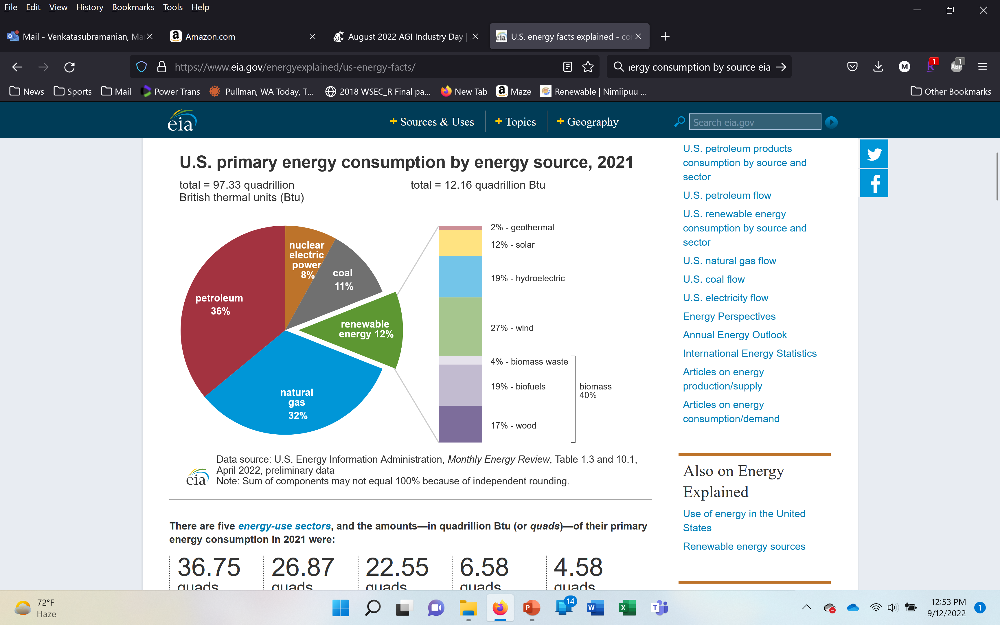 File Edit View History Bookmarks Tools Help
Mail - Venkatasubramanian, Ma
Amazon.com
August 2022 AGI Industry Day |
eia
U.S. energy facts explained - con
https://www.eia.gov/energyexplained/us-energy-facts/
energy consumption by source eia
M
R
1
ABP
1
News
Sports
Mail
Power Trans
Pullman, WA Today, T...
2018 WSEC_R Final pa...
New Tab
Maze
Renewable | Nimiipuu ...
Other Bookmarks
eia
+ Sources & Uses
+ Topics
+ Geography
Search eia.gov
U.S. primary energy consumption by energy source, 2021
total = 97.33 quadrillion
British thermal units (Btu)
total = 12.16 quadrillion Btu
nuclear
electric
power
8%
coal
11%
petroleum
36%
renewable
energy 12%
natural
gas
32%
2% - geothermal
12% - solar
19% - hydroelectric
27% - wind
4% - biomass waste
19% - biofuels
17% - wood
biomass
40%
eia
Data source: U.S. Energy Information Administration, Monthly Energy Review, Table 1.3 and 10.1,
April 2022, preliminary data
Note: Sum of components may not equal 100% because of independent rounding.
There are five energy-use sectors, and the amounts—in quadrillion Btu (or quads)—of their primary
energy consumption in 2021 were:
36.75
quads
26.87
quads
22.55
quads
6.58
quads
4.58
quads
U.S. petroleum products
consumption by source and
sector
U.S. petroleum flow
U.S. renewable energy
consumption by source and
sector
U.S. natural gas flow
U.S. coal flow
U.S. electricity flow
Energy Perspectives
Annual Energy Outlook
International Energy Statistics
Articles on energy
production/supply
Articles on energy
consumption/demand
Also on Energy
Explained
Use of energy in the United
States
Renewable energy sources
72°F
Haze
14
12:53 PM
9/12/2022
1